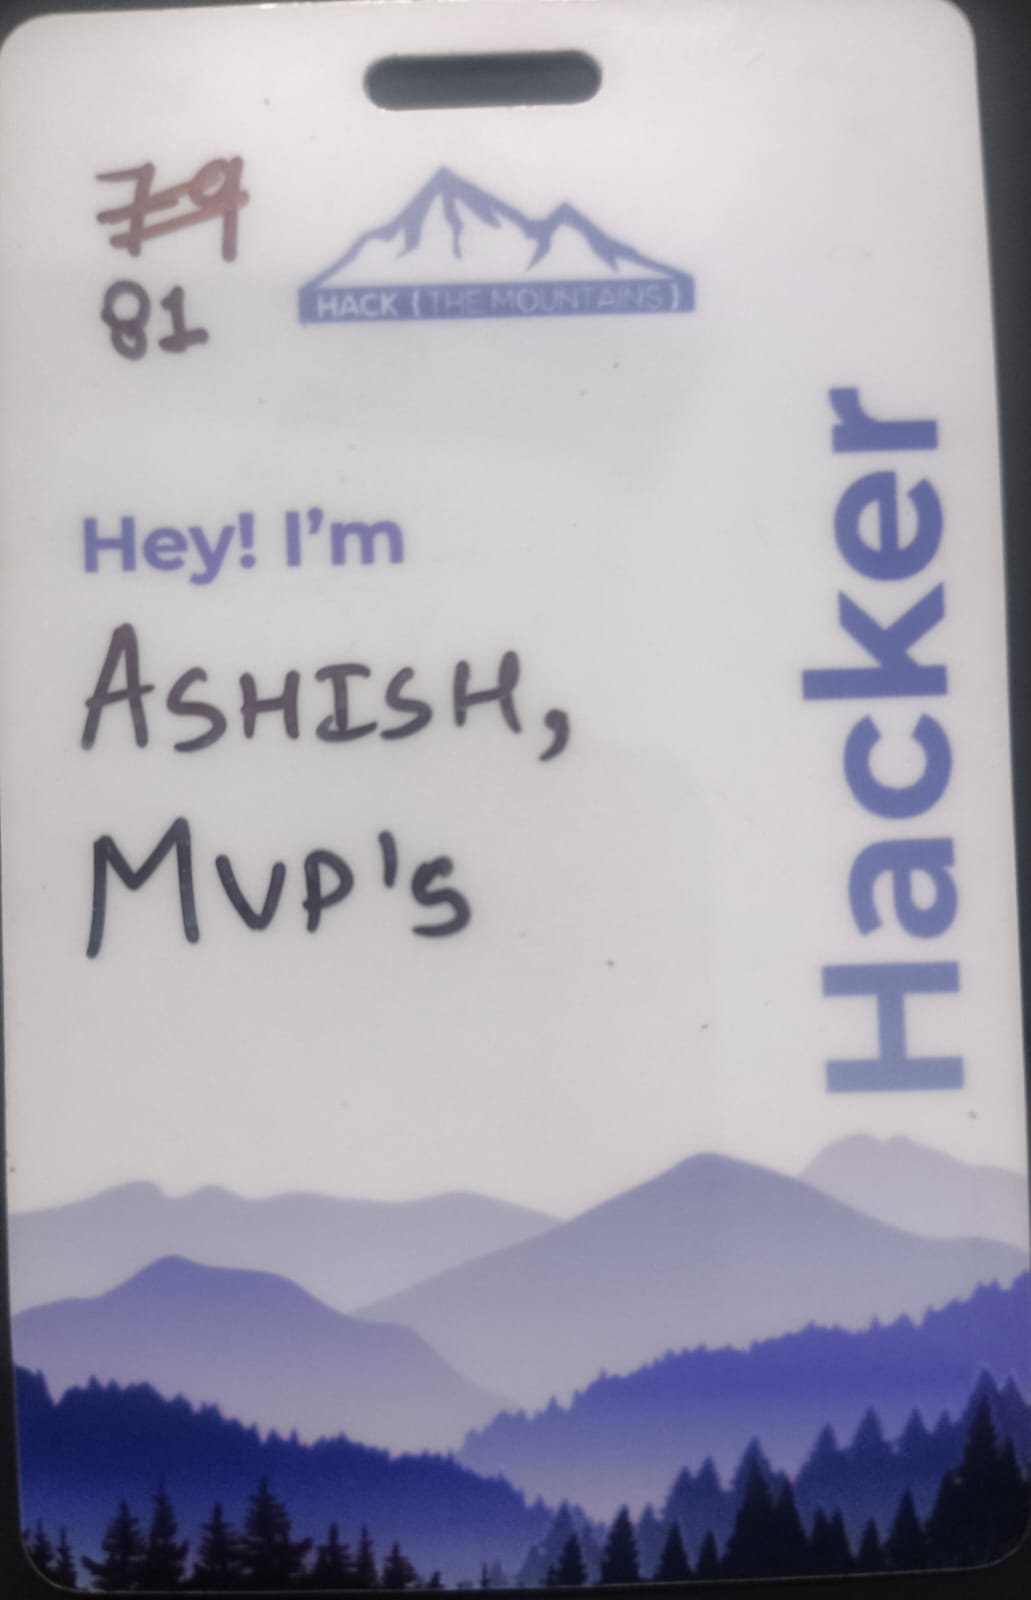 79
81
HACK {THE MOUNTAINS}
Hey! I'm
ASHISH,
MVP's
Hacker